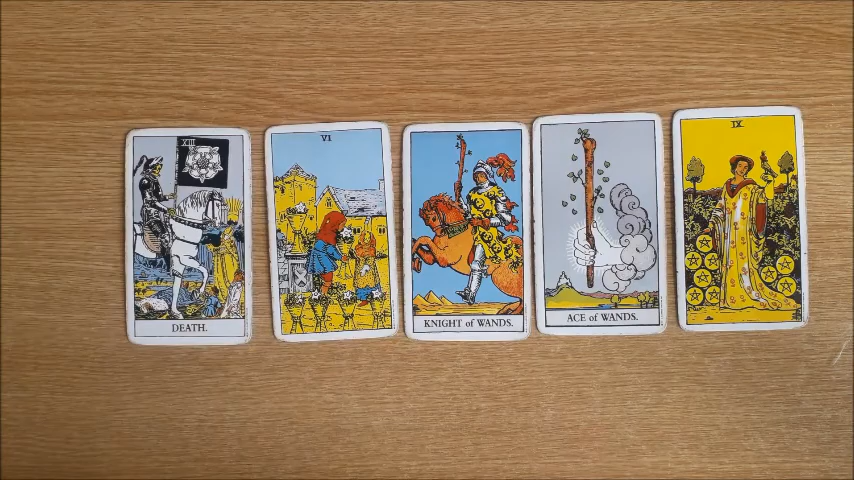 XIII
DEATH.
VI
KNIGHT of WANDS.
ACE of WANDS.
IX